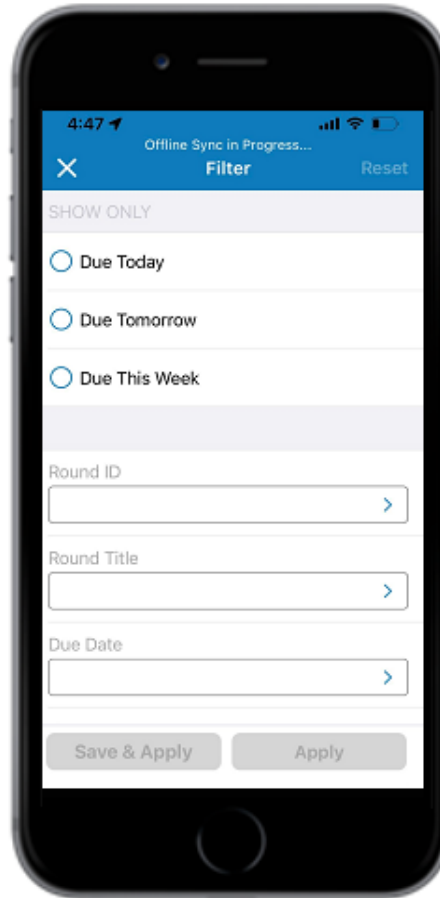 4:47
Offline Sync in Progress...
Filter
Reset
SHOW ONLY
Due Today
Due Tomorrow
Due This Week
Round ID
Round Title
Due Date
Save & Apply
Apply